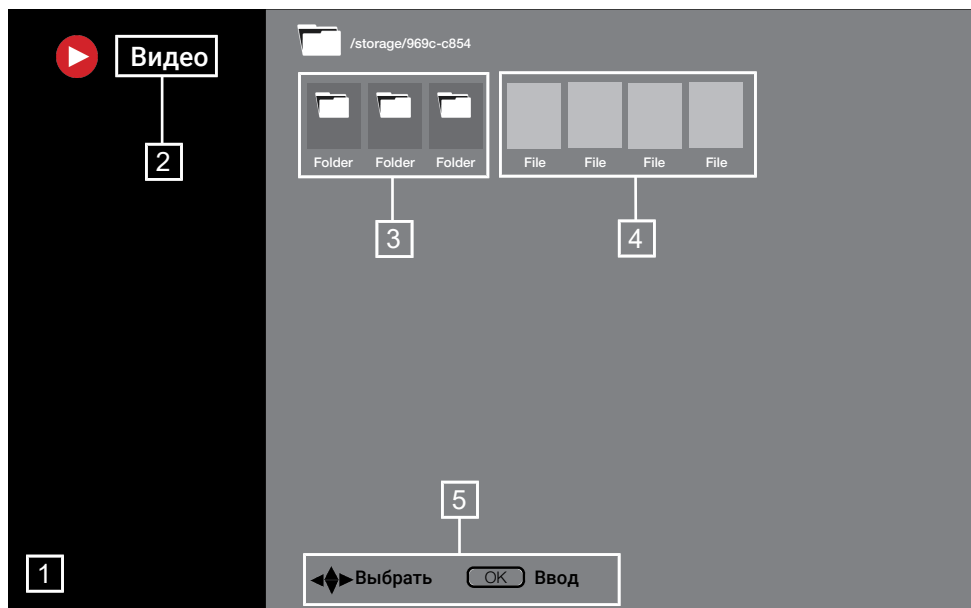 Видео
2
/storage/969c-c854
Folder Folder Folder File File File File
3 4
5
1
Выбрать OK Ввод